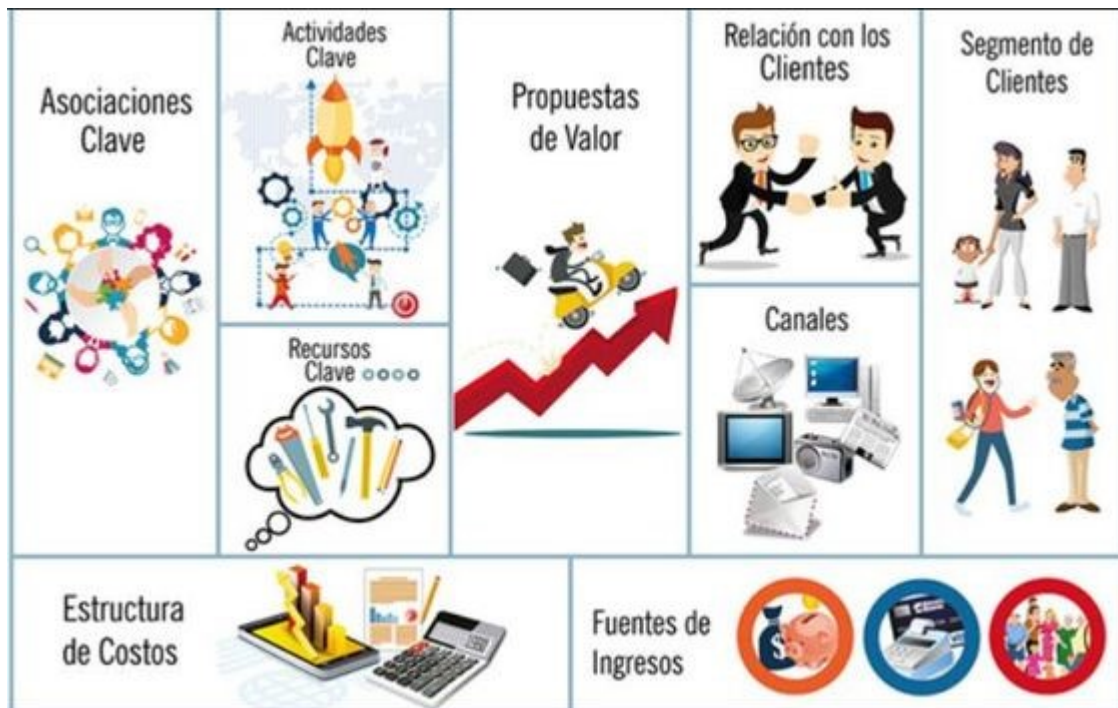 Asociaciones
Clave
Actividades
Clave
Recursos
Clave
Propuestas
de Valor
Relación con los
Clientes
Canales
Segmento de
Clientes
Estructura
de Costos
Fuentes de
Ingresos